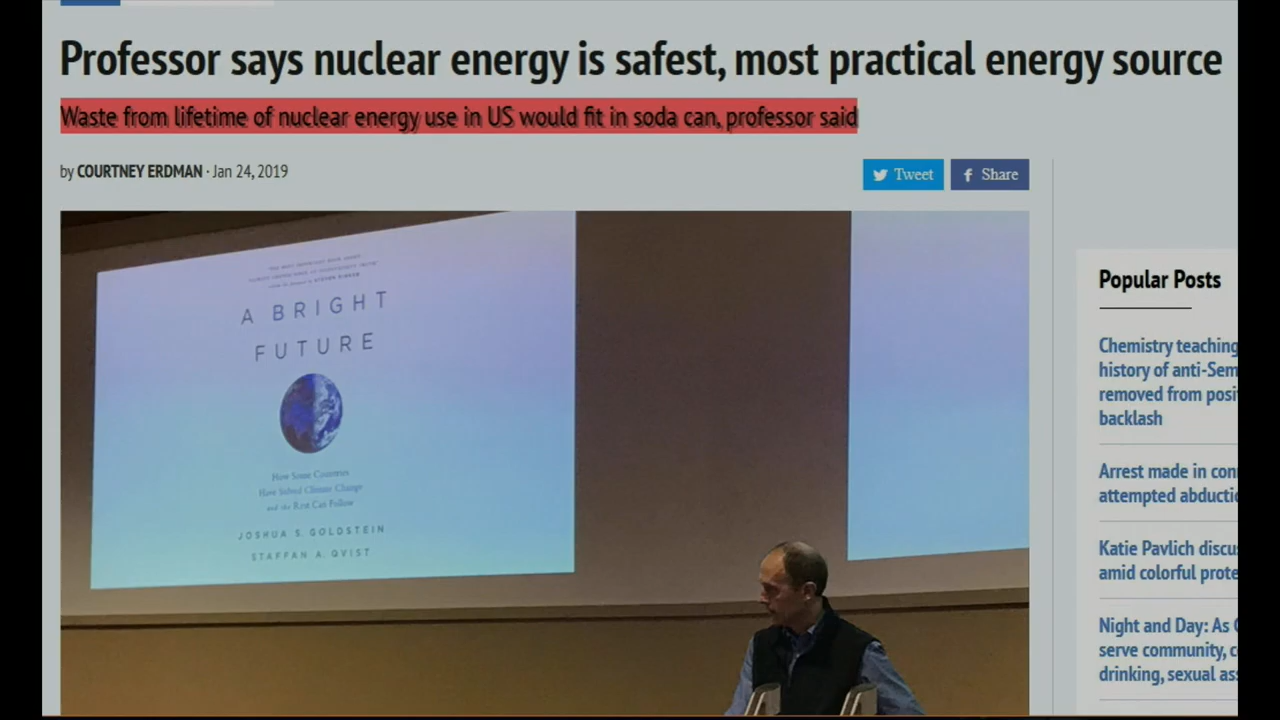 Professor says nuclear energy is safest, most practical energy source
Waste from lifetime of nuclear energy use in US would fit in soda can, professor said
by COURTNEY ERDMAN · Jan 24, 2019
Tweet
Share
A BRIGHT
FUTURE
How Some Countries
Have Solved Climate Change
and the Rest Can Follow
JOSHUA S. GOLDSTEIN
STAFFAN A. QVIST
Popular Posts
Chemistry teaching
history of anti-Sem
removed from posi
backlash
Arrest made in con
attempted abducti
Katie Pavlich discu
amid colorful prote
Night and Day: As
serve community, c
drinking, sexual as